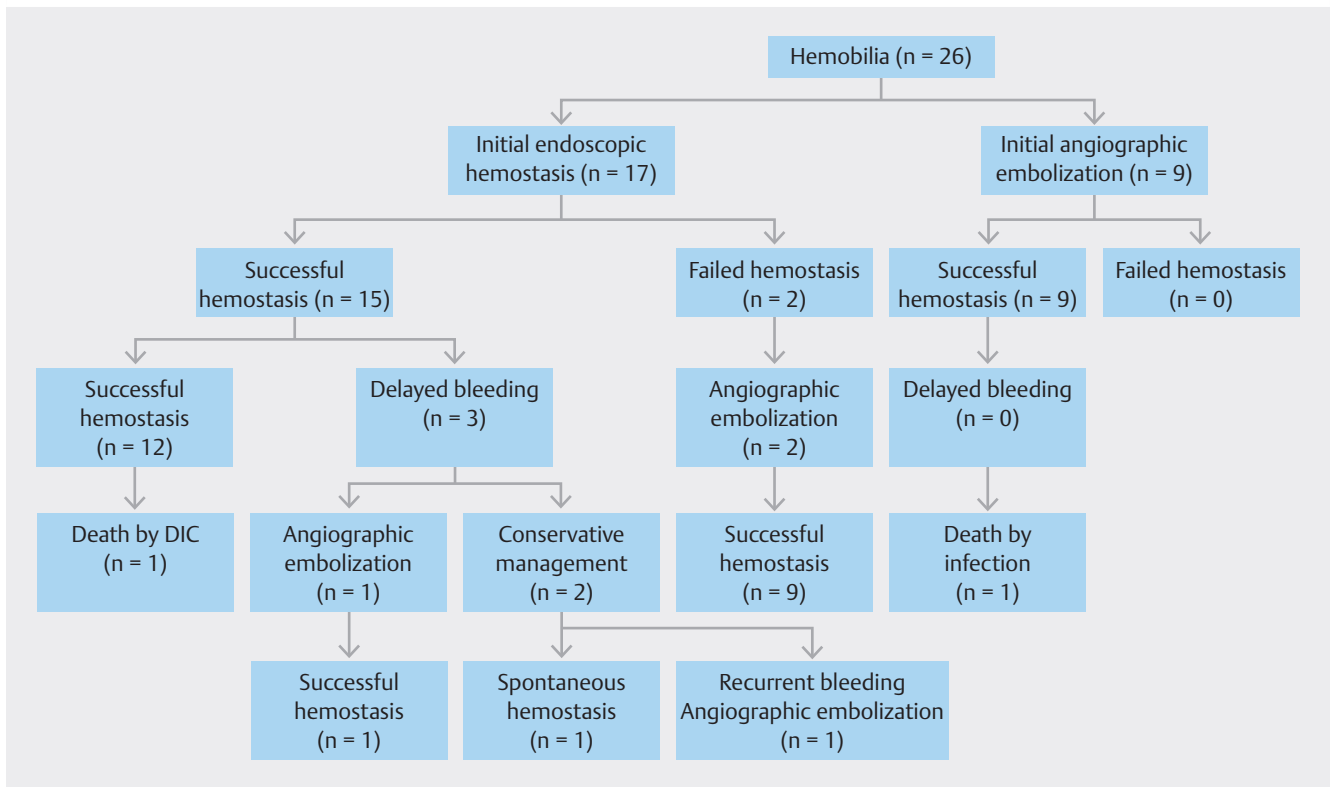 Hemobilia (n = 26)
Initial endoscopic
hemostasis (n = 17)
Initial angiographic
embolization (n = 9)
Successful
hemostasis (n = 15)
Failed hemostasis
(n = 2)
Successful
hemostasis (n = 9)
Failed hemostasis
(n = 0)
Successful
hemostasis
(n = 12)
Delayed bleeding
(n = 3)
Angiographic
embolization
(n = 2)
Delayed bleeding
(n = 0)
Death by DIC
(n = 1)
Angiographic
embolization
(n = 1)
Conservative
management
(n = 2)
Successful
hemostasis
(n = 9)
Death by
infection
(n = 1)
Successful
hemostasis
(n = 1)
Spontaneous
hemostasis
(n = 1)
Recurrent bleeding
Angiographic embolization
(n = 1)